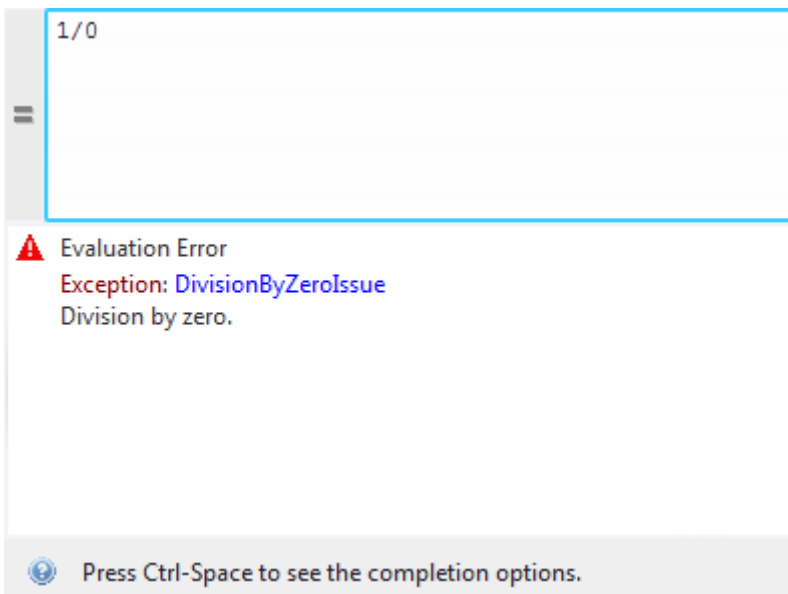 1/0
=
Evaluation Error
Exception: DivisionByZeroIssue
Division by zero.
Press Ctrl-Space to see the completion options.